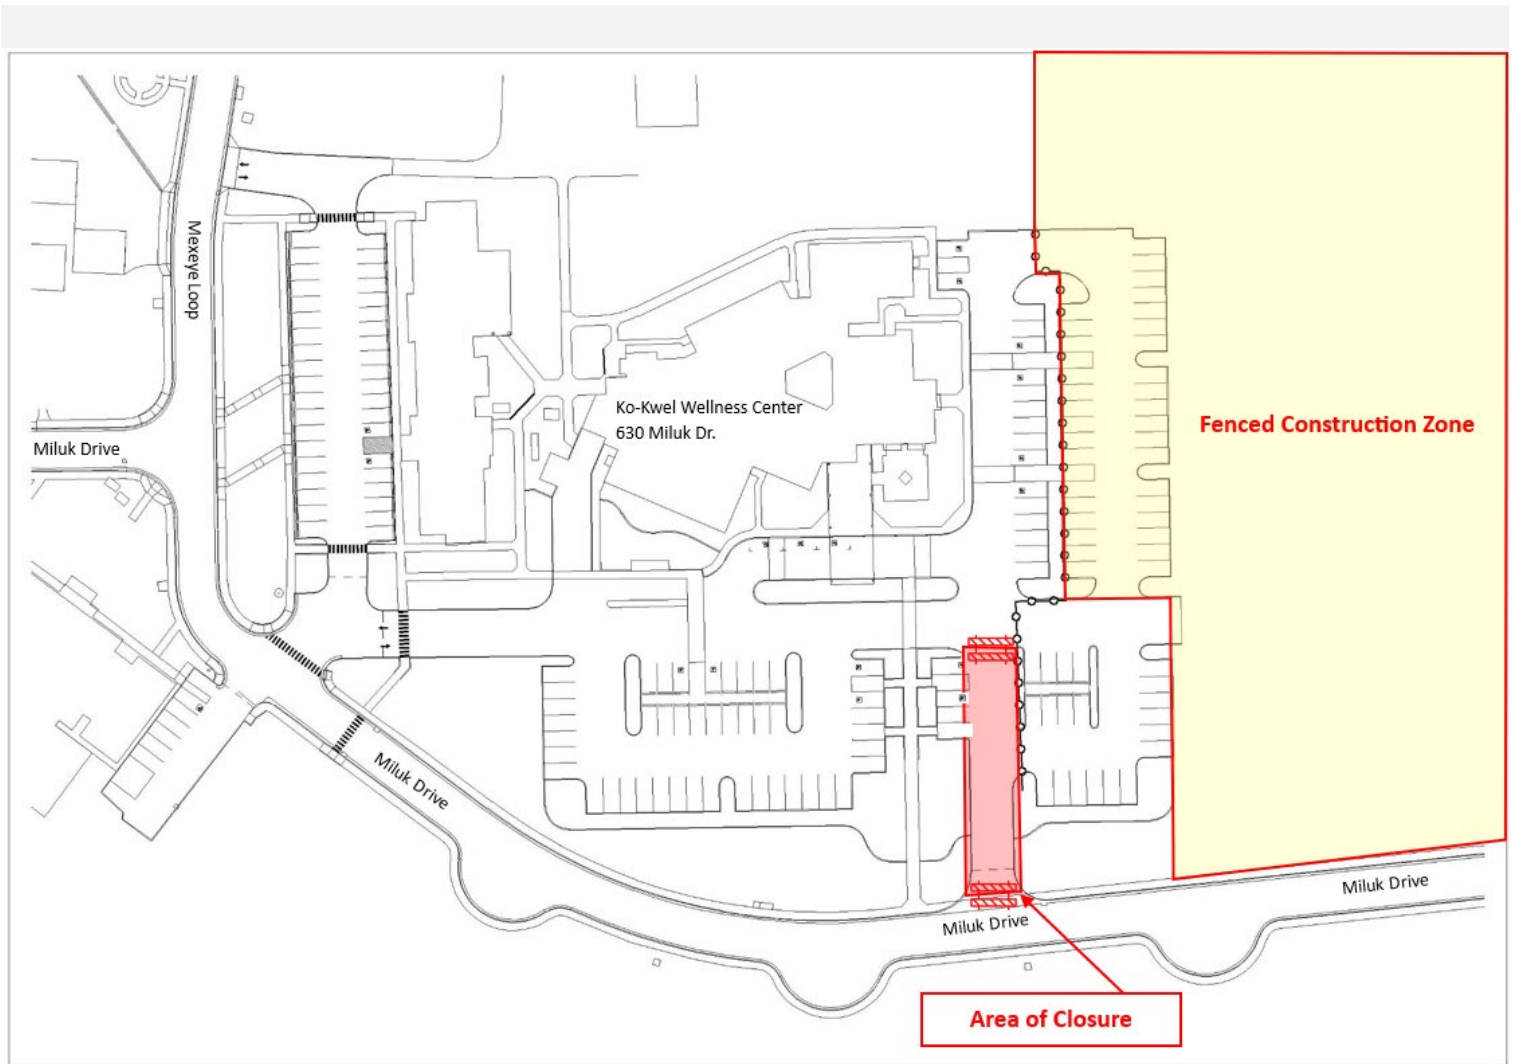 Mexeye Loop
Ko-Kwel Wellness Center
630 Miluk Dr.
Fenced Construction Zone
Miluk Drive
Miluk Drive
Miluk Drive
Miluk Drive
Area of Closure